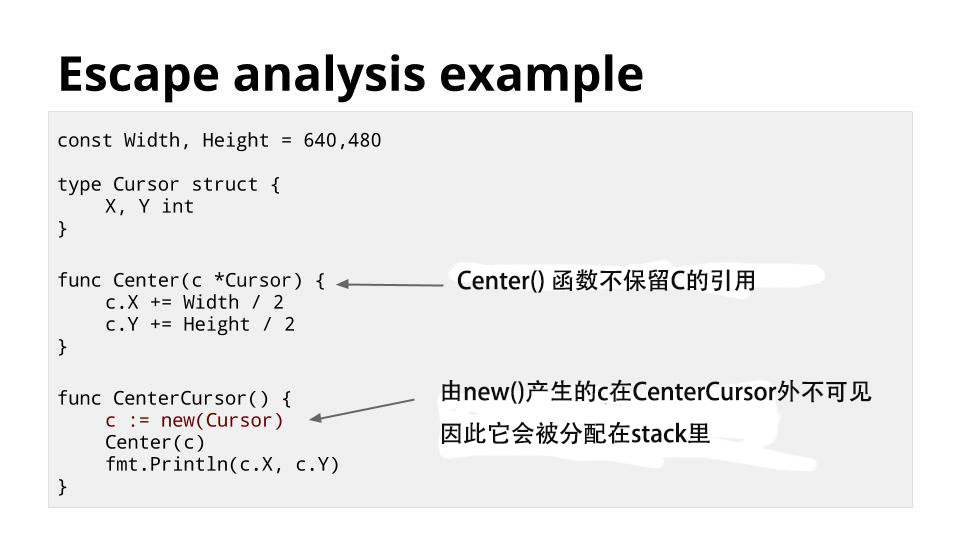 Escape analysis example
const Width, Height = 640,480
type Cursor struct {
X, Y int
}
func Center(c *Cursor) {
Center() 函数不保留C的引用
c.X += Width / 2
c.Y += Height / 2
}
func CenterCursor() {
由new()产生的c在CenterCursor外不可见
c := new(Cursor)
因此它会被分配在stack里
Center(c)
fmt.Println(c.X, c.Y)
}